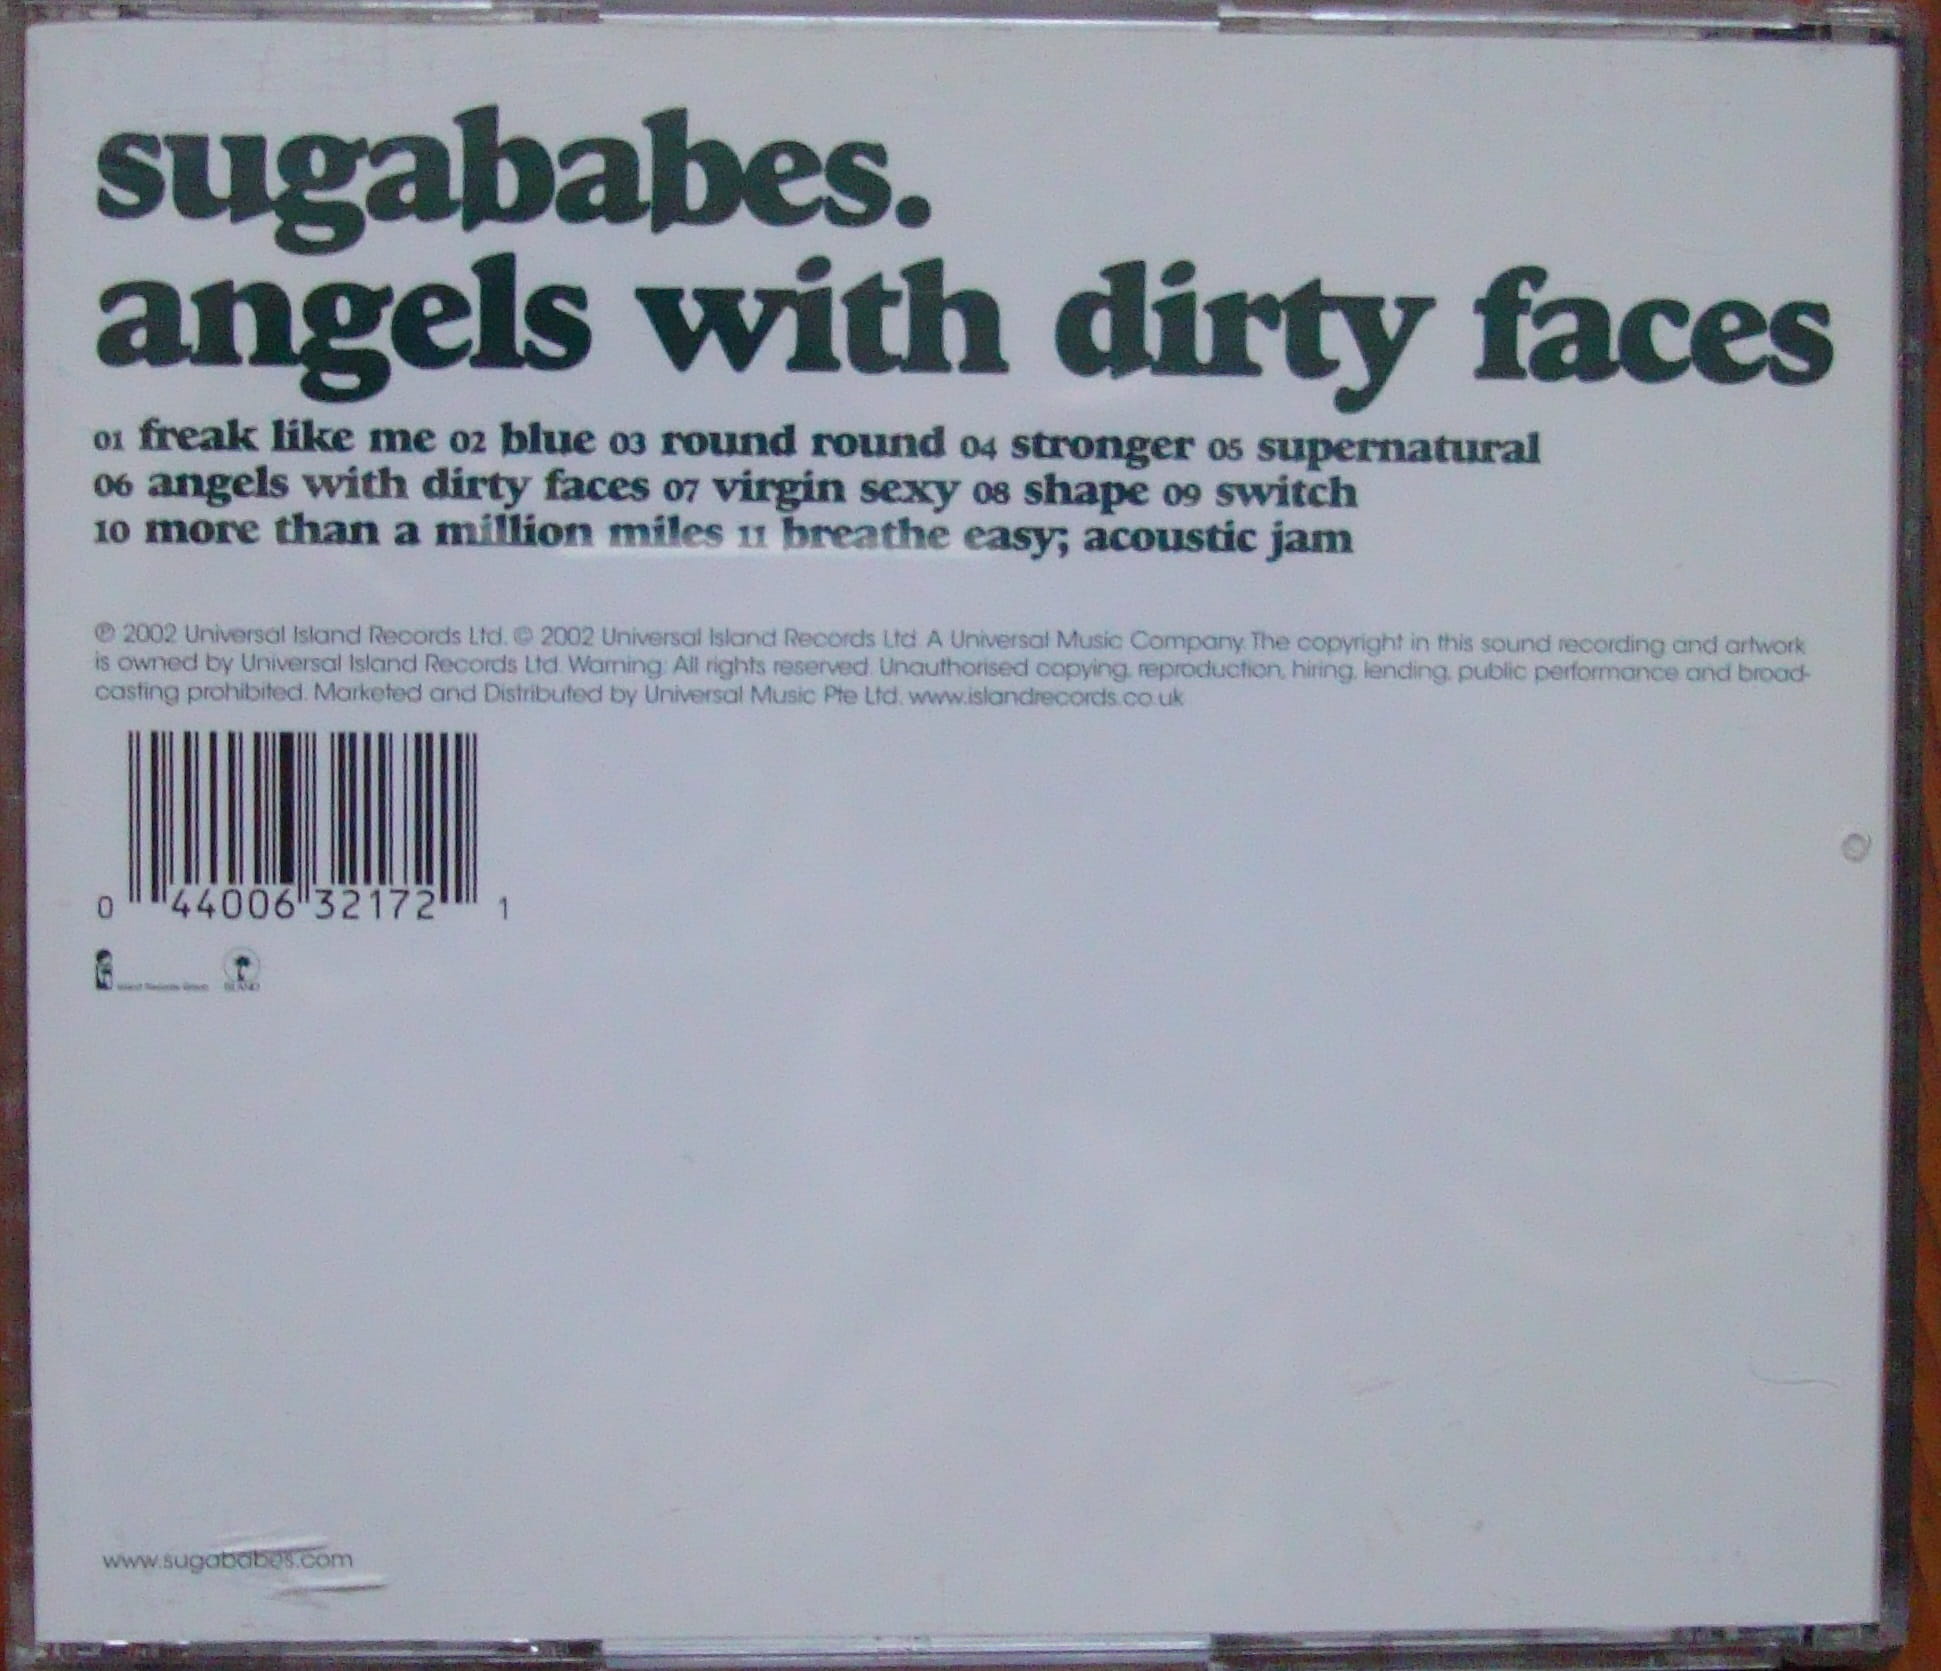 sugababes.
angels with dirty faces
01 freak like me 02 blue 03 round round 04 stronger 05 supernatural
06 angels with dirty faces 07 virgin sexy 08 shape 09 switch
10 more than a million miles 11 breathe easy; acoustic jam
℗ 2002 Universal Island Records Ltd. © 2002 Universal Island Records Ltd. A Universal Music Company. The copyright in this sound recording and artwork
is owned by Universal Island Records Ltd. Warning: All rights reserved. Unauthorised copying, reproduction, hiring, lending, public performance and broad-
casting prohibited. Marketed and Distributed by Universal Music Pte Ltd. www.islandrecords.co.uk
0 44006 32172 1
Island Records Group ISLAND
www.sugababes.com